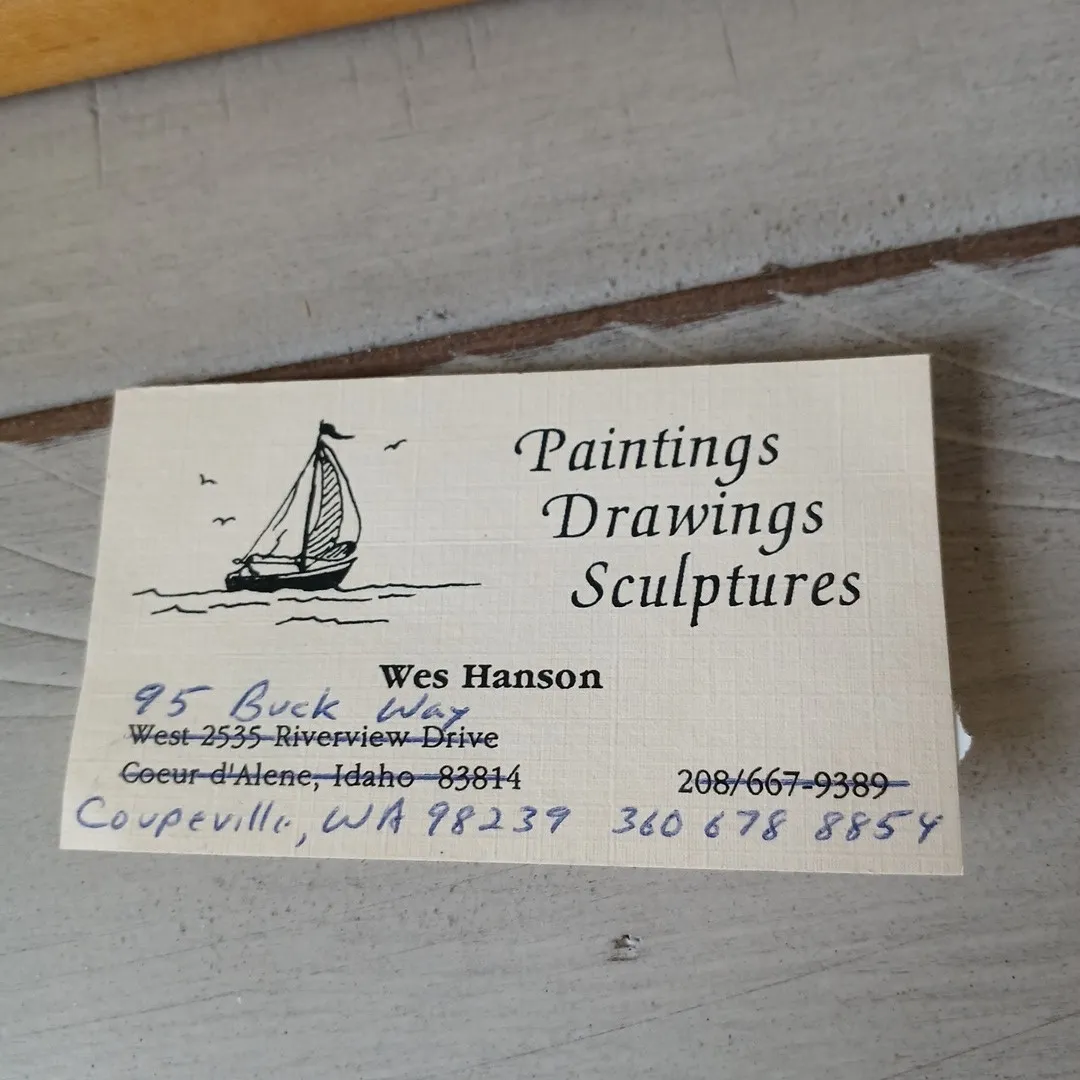 Paintings
Drawings
Sculptures
Wes Hanson
95 Buck Way
West 2535 Riverview Drive
Coeur d'Alene, Idaho 83814 208/667-9389
Coupeville, WA 98239 360 678 8854